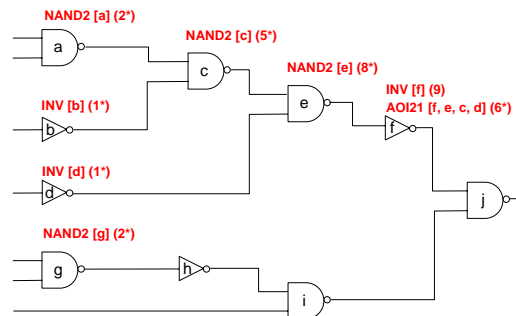 NAND2 [a] (2*)
a
NAND2 [c] (5*)
c
NAND2 [e] (8*)
e
INV [f] (9)
AOI21 [f, e, c, d] (6*)
f
INV [b] (1*)
b
INV [d] (1*)
d
j
NAND2 [g] (2*)
g
h
i